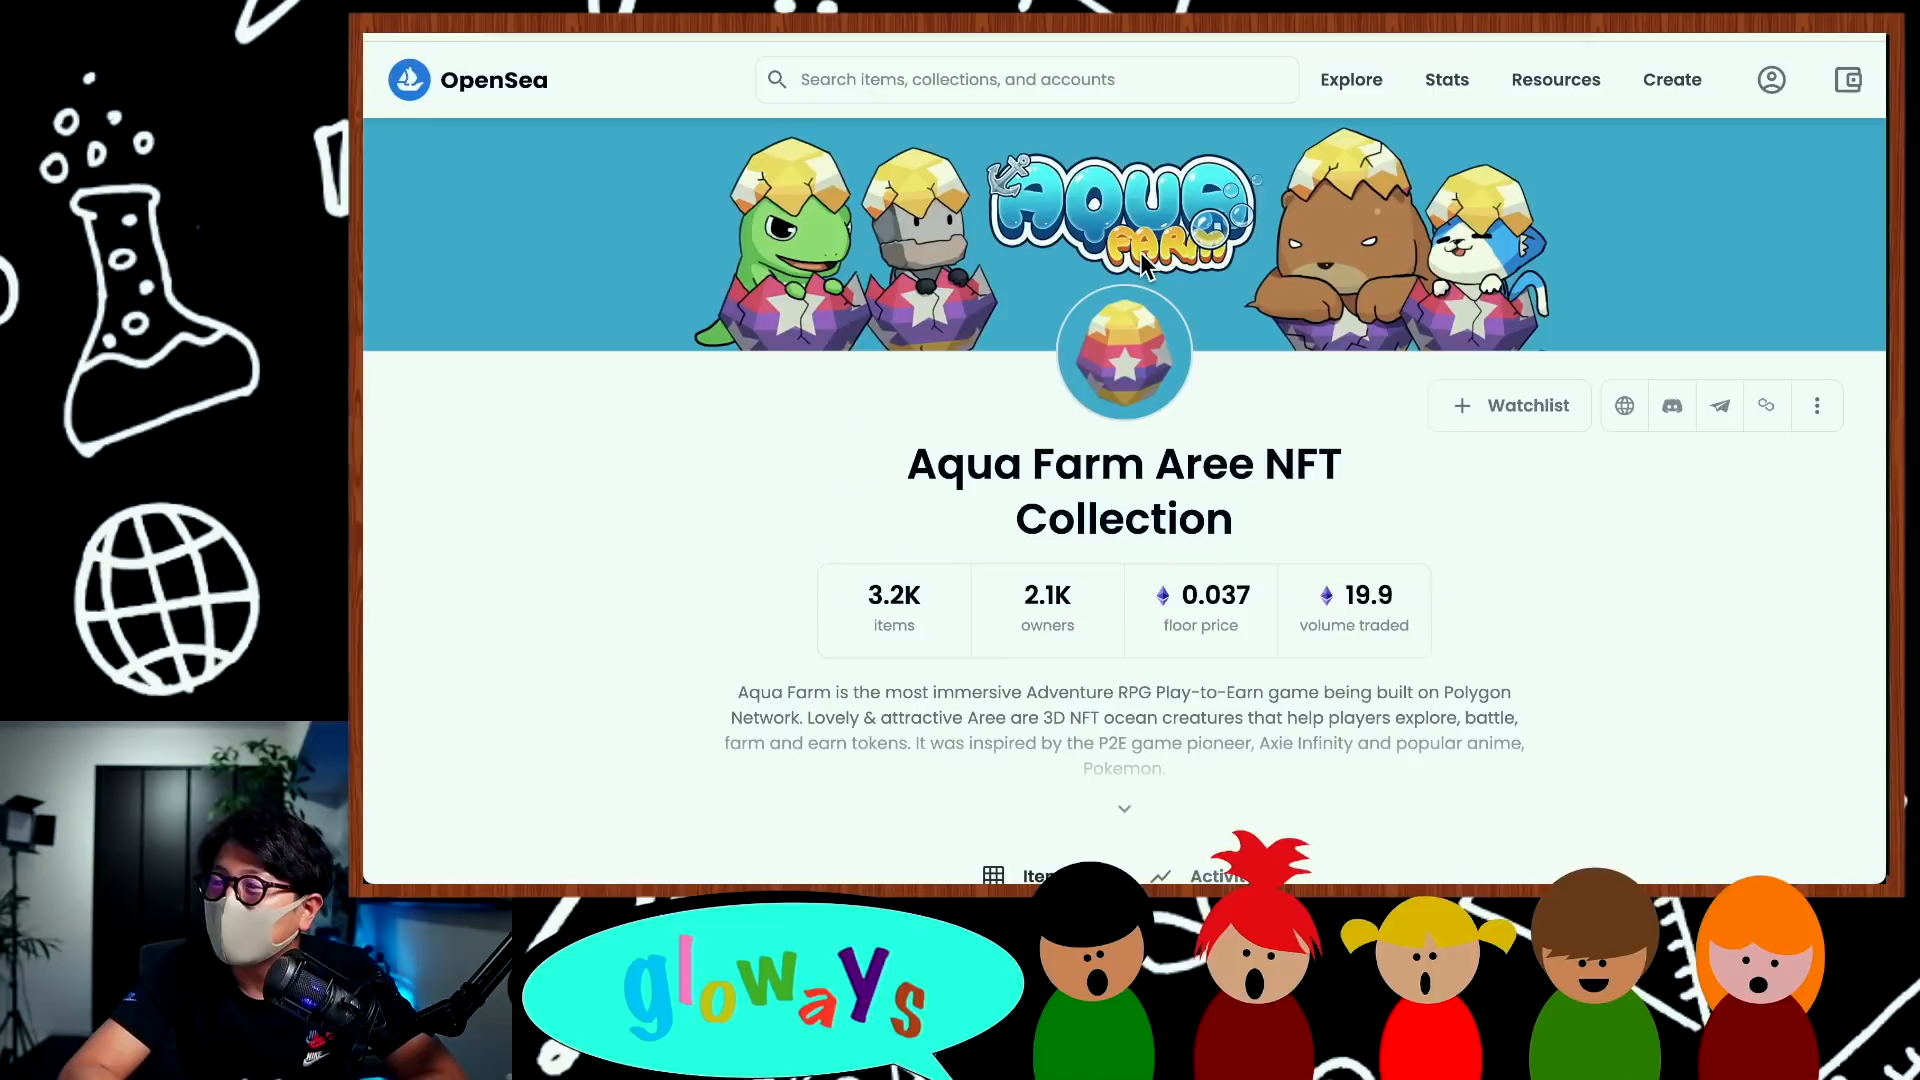 OpenSea
Search items, collections, and accounts
Explore
Stats
Resources
Create
AQUA
FARM
Watchlist
Aqua Farm Aree NFT
Collection
3.2K
items
2.1K
owners
0.037
floor price
19.9
volume traded
Aqua Farm is the most immersive Adventure RPG Play-to-Earn game being built on Polygon
Network. Lovely & attractive Aree are 3D NFT ocean creatures that help players explore, battle,
farm and earn tokens. It was inspired by the P2E game pioneer, Axie Infinity and popular anime,
Pokemon.
gloways
NIKE